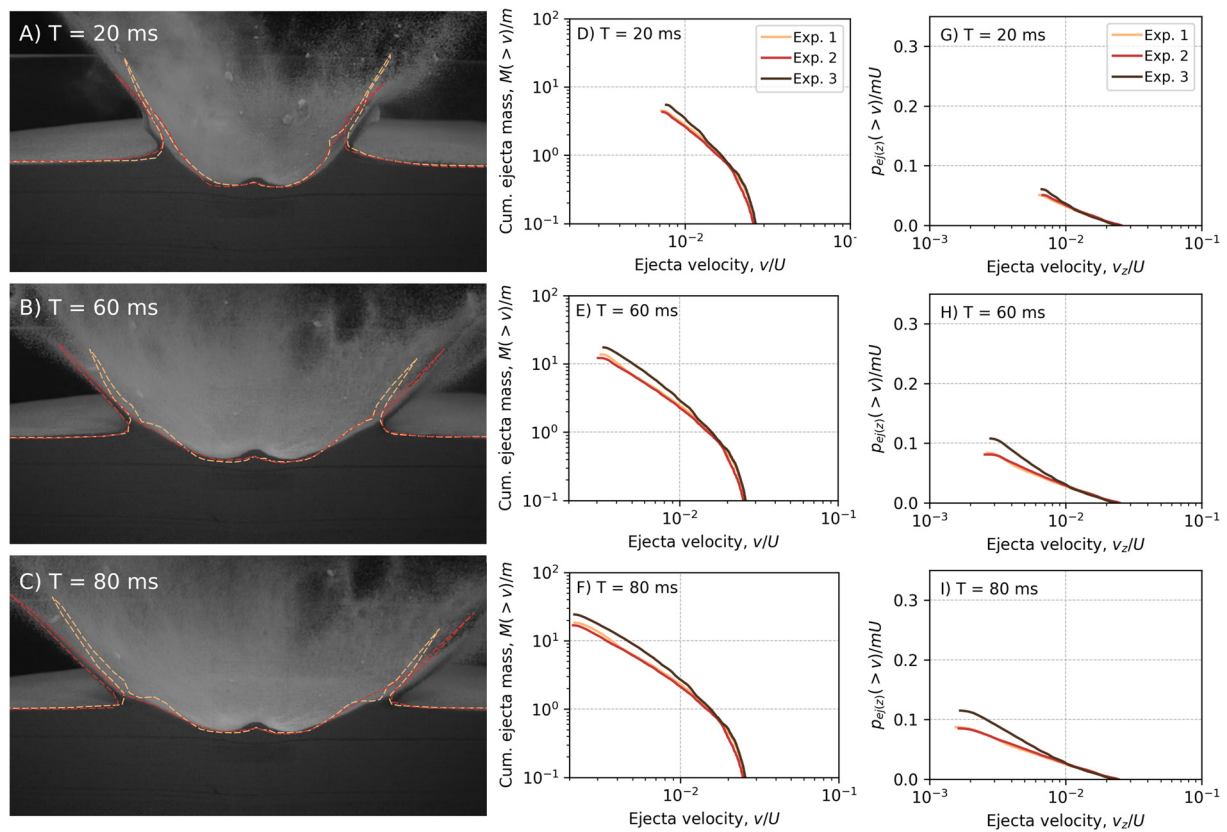 A) T = 20 ms
B) T = 60 ms
C) T = 80 ms
D) T = 20 ms
Exp. 1
Exp. 2
Exp. 3
Cum. ejecta mass, M(> v)/m
10²
10¹
10⁰
10⁻¹
10⁻²
10⁻
Ejecta velocity, v/U
E) T = 60 ms
Cum. ejecta mass, M(> v)/m
10²
10¹
10⁰
10⁻¹
10⁻²
10⁻¹
Ejecta velocity, v/U
F) T = 80 ms
Cum. ejecta mass, M(> v)/m
10²
10¹
10⁰
10⁻¹
10⁻²
10⁻¹
Ejecta velocity, v/U
G) T = 20 ms
Exp. 1
Exp. 2
Exp. 3
p_ej(z)(> v)/mU
0.3
0.2
0.1
0.0
10⁻³
10⁻²
10⁻¹
Ejecta velocity, v_z/U
H) T = 60 ms
p_ej(z)(> v)/mU
0.3
0.2
0.1
0.0
10⁻³
10⁻²
10⁻¹
Ejecta velocity, v_z/U
I) T = 80 ms
p_ej(z)(> v)/mU
0.3
0.2
0.1
0.0
10⁻³
10⁻²
10⁻¹
Ejecta velocity, v_z/U